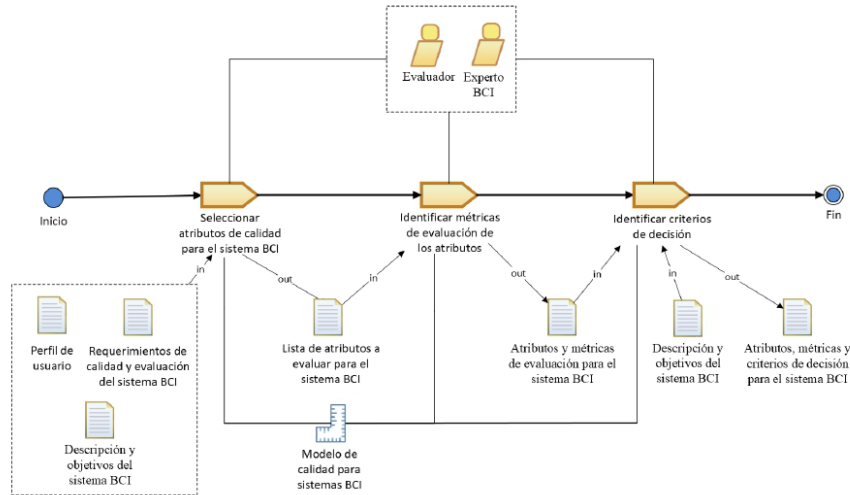 Evaluador
Experto
BCI
Inicio
Seleccionar
atributos de calidad
para el sistema BCI
Identificar métricas
de evaluación de
los atributos
Identificar criterios
de decisión
Fin
in
out
in
out
in
in
out
Perfil de
usuario
Requerimientos de
calidad y evaluación
del sistema BCI
Descripción y
objetivos del
sistema BCI
Lista de atributos a
evaluar para el
sistema BCI
Atributos y métricas
de evaluación para el
sistema BCI
Descripción y
objetivos del
sistema BCI
Atributos, métricas y
criterios de decisión
para el sistema BCI
Modelo de
calidad para
sistemas BCI